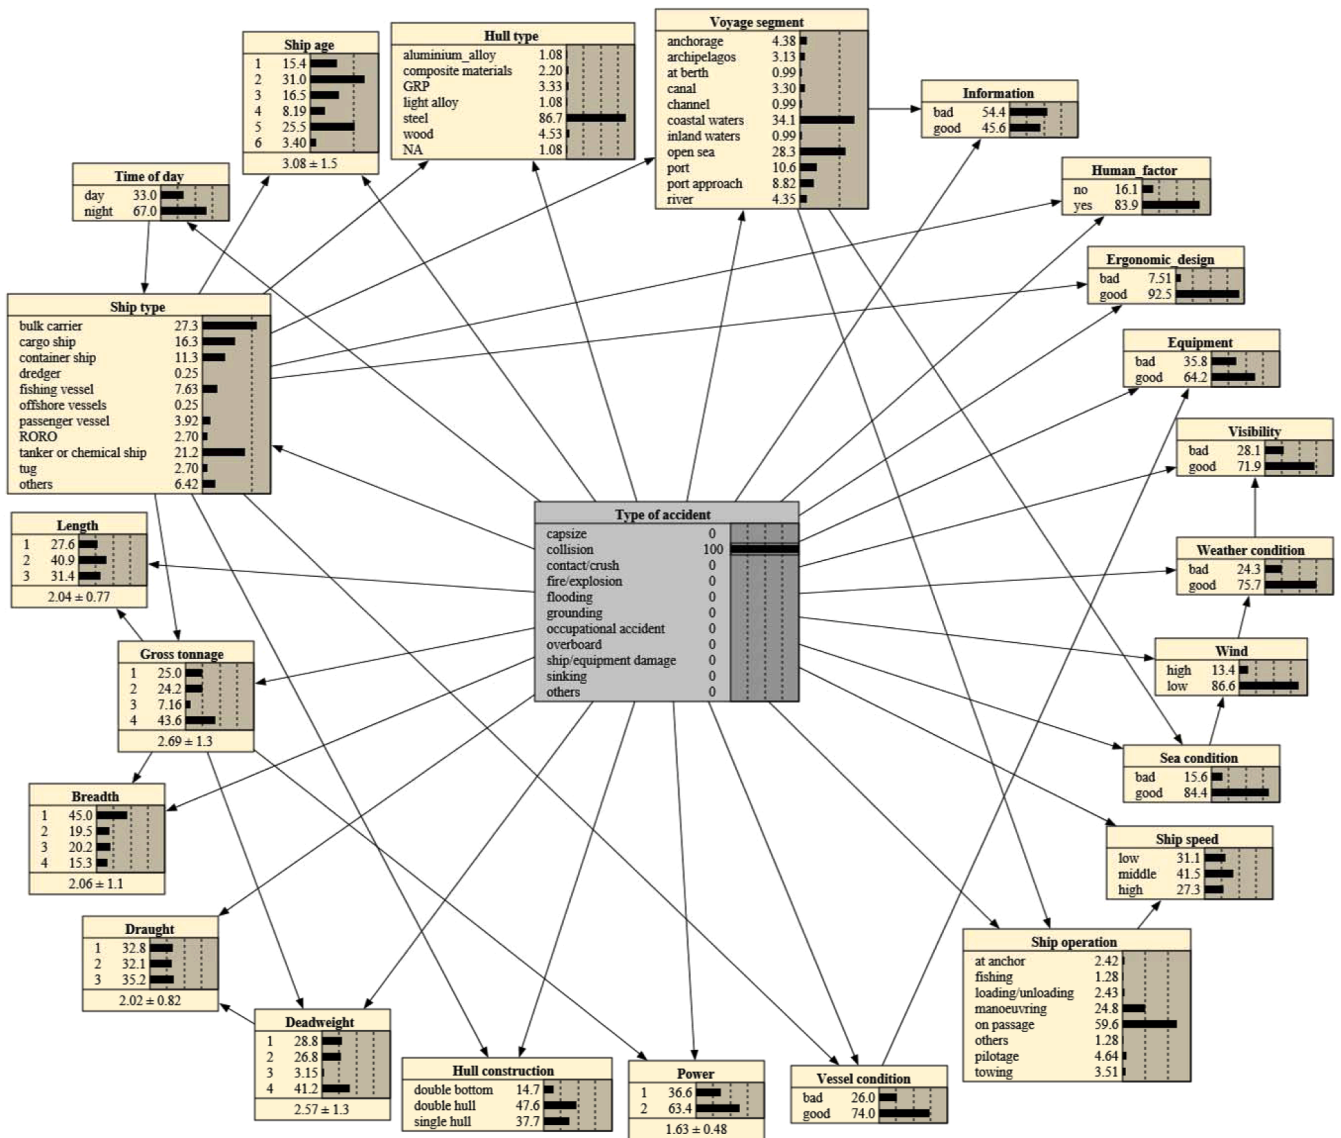 Voyage segment
anchorage 4.38
archipelagos 3.13
at berth 0.99
canal 3.30
channel 0.99
coastal waters 34.1
inland waters 0.99
open sea 28.3
port 10.6
port approach 8.82
river 4.35
Hull type
aluminium_alloy 1.08
composite materials 2.20
GRP 3.33
light alloy 1.08
steel 86.7
wood 4.53
NA 1.08
Ship age
1 15.4
2 31.0
3 16.5
4 8.19
5 25.5
6 3.40
3.08 ± 1.5
Information
bad 54.4
good 45.6
Time of day
day 33.0
night 67.0
Human_factor
no 16.1
yes 83.9
Ergonomic_design
bad 7.51
good 92.5
Ship type
bulk carrier 27.3
cargo ship 16.3
container ship 11.3
dredger 0.25
fishing vessel 7.63
offshore vessels 0.25
passenger vessel 3.92
RORO 2.70
tanker or chemical ship 21.2
tug 2.70
others 6.42
Equipment
bad 35.8
good 64.2
Visibility
bad 28.1
good 71.9
Type of accident
capsize 0
collision 100
contact/crush 0
fire/explosion 0
flooding 0
grounding 0
occupational accident 0
overboard 0
ship/equipment damage 0
sinking 0
others 0
Length
1 27.6
2 40.9
3 31.4
2.04 ± 0.77
Weather condition
bad 24.3
good 75.7
Gross tonnage
1 25.0
2 24.2
3 7.16
4 43.6
2.69 ± 1.3
Wind
high 13.4
low 86.6
Sea condition
bad 15.6
good 84.4
Breadth
1 45.0
2 19.5
3 20.2
4 15.3
2.06 ± 1.1
Ship speed
low 31.1
middle 41.5
high 27.3
Draught
1 32.8
2 32.1
3 35.2
2.02 ± 0.82
Ship operation
at anchor 2.42
fishing 1.28
loading/unloading 2.43
manoeuvring 24.8
on passage 59.6
others 1.28
pilotage 4.64
towing 3.51
Deadweight
1 28.8
2 26.8
3 3.15
4 41.2
2.57 ± 1.3
Hull construction
double bottom 14.7
double hull 47.6
single hull 37.7
Power
1 36.6
2 63.4
1.63 ± 0.48
Vessel condition
bad 26.0
good 74.0